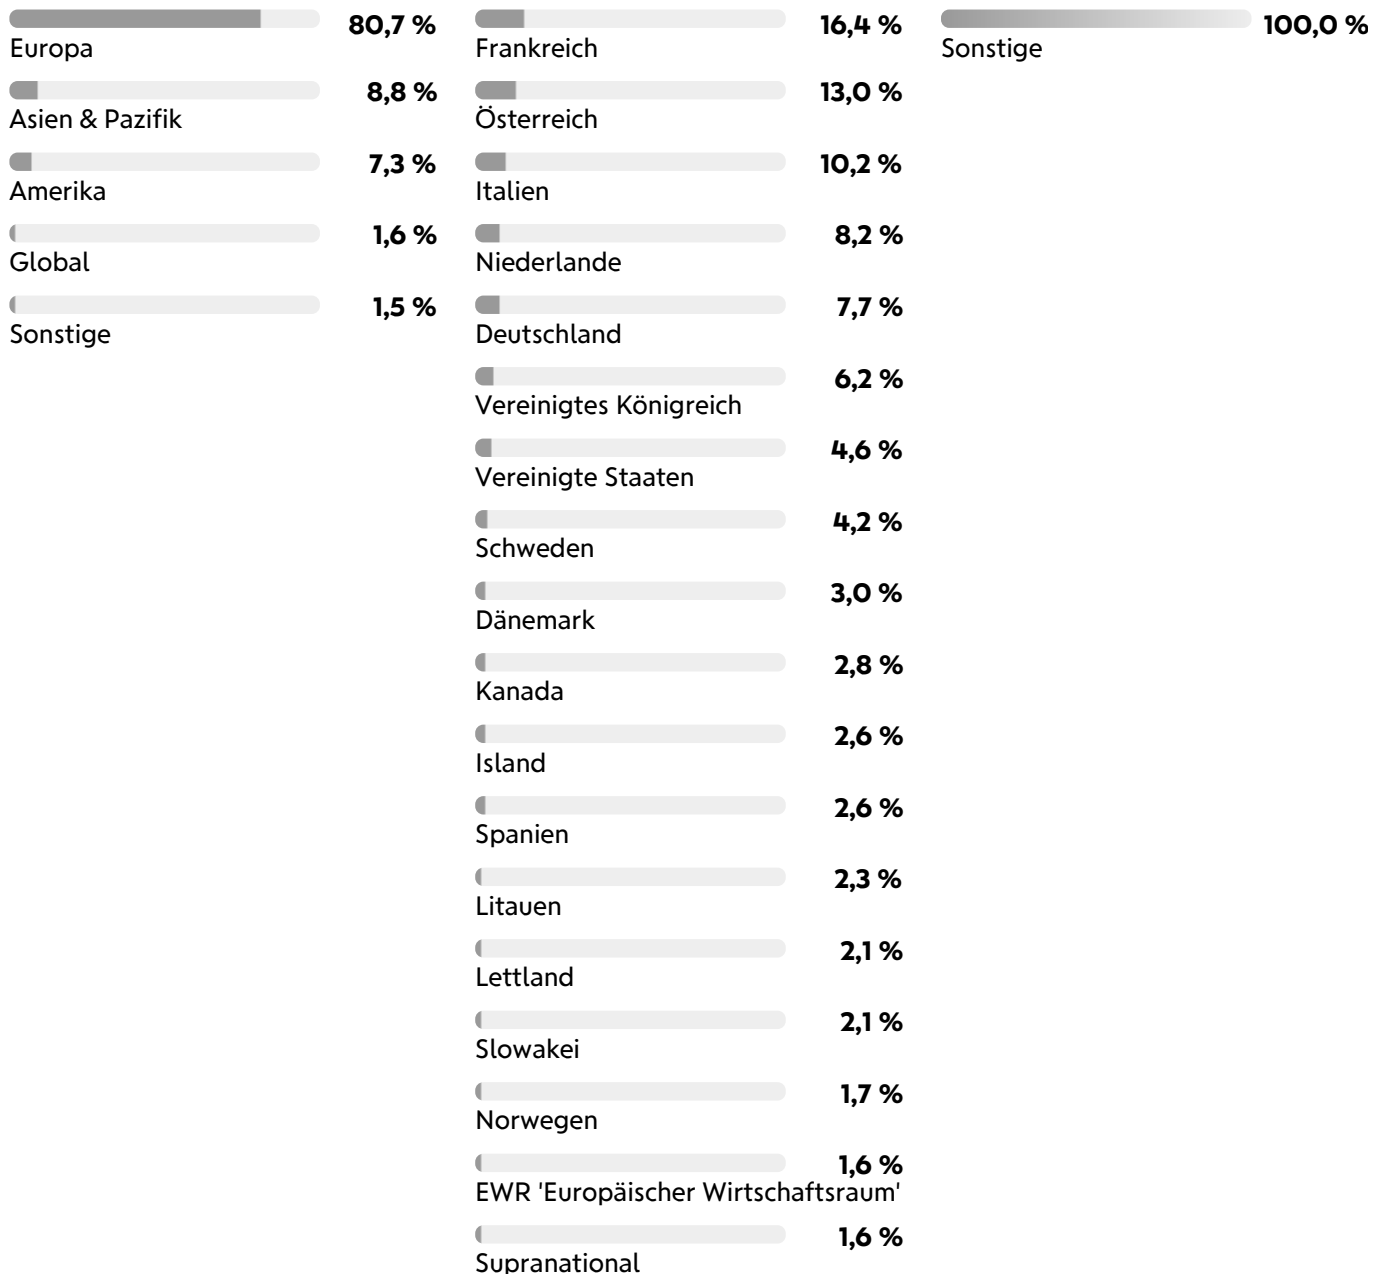 80,7 %
Europa
8,8 %
Asien & Pazifik
7,3 %
Amerika
1,6 %
Global
1,5 %
Sonstige
16,4 %
Frankreich
13,0 %
Österreich
10,2 %
Italien
8,2 %
Niederlande
7,7 %
Deutschland
6,2 %
Vereinigtes Königreich
4,6 %
Vereinigte Staaten
4,2 %
Schweden
3,0 %
Dänemark
2,8 %
Kanada
2,6 %
Island
2,6 %
Spanien
2,3 %
Litauen
2,1 %
Lettland
2,1 %
Slowakei
1,7 %
Norwegen
1,6 %
EWR 'Europäischer Wirtschaftsraum'
1,6 %
Supranational
100,0 %
Sonstige